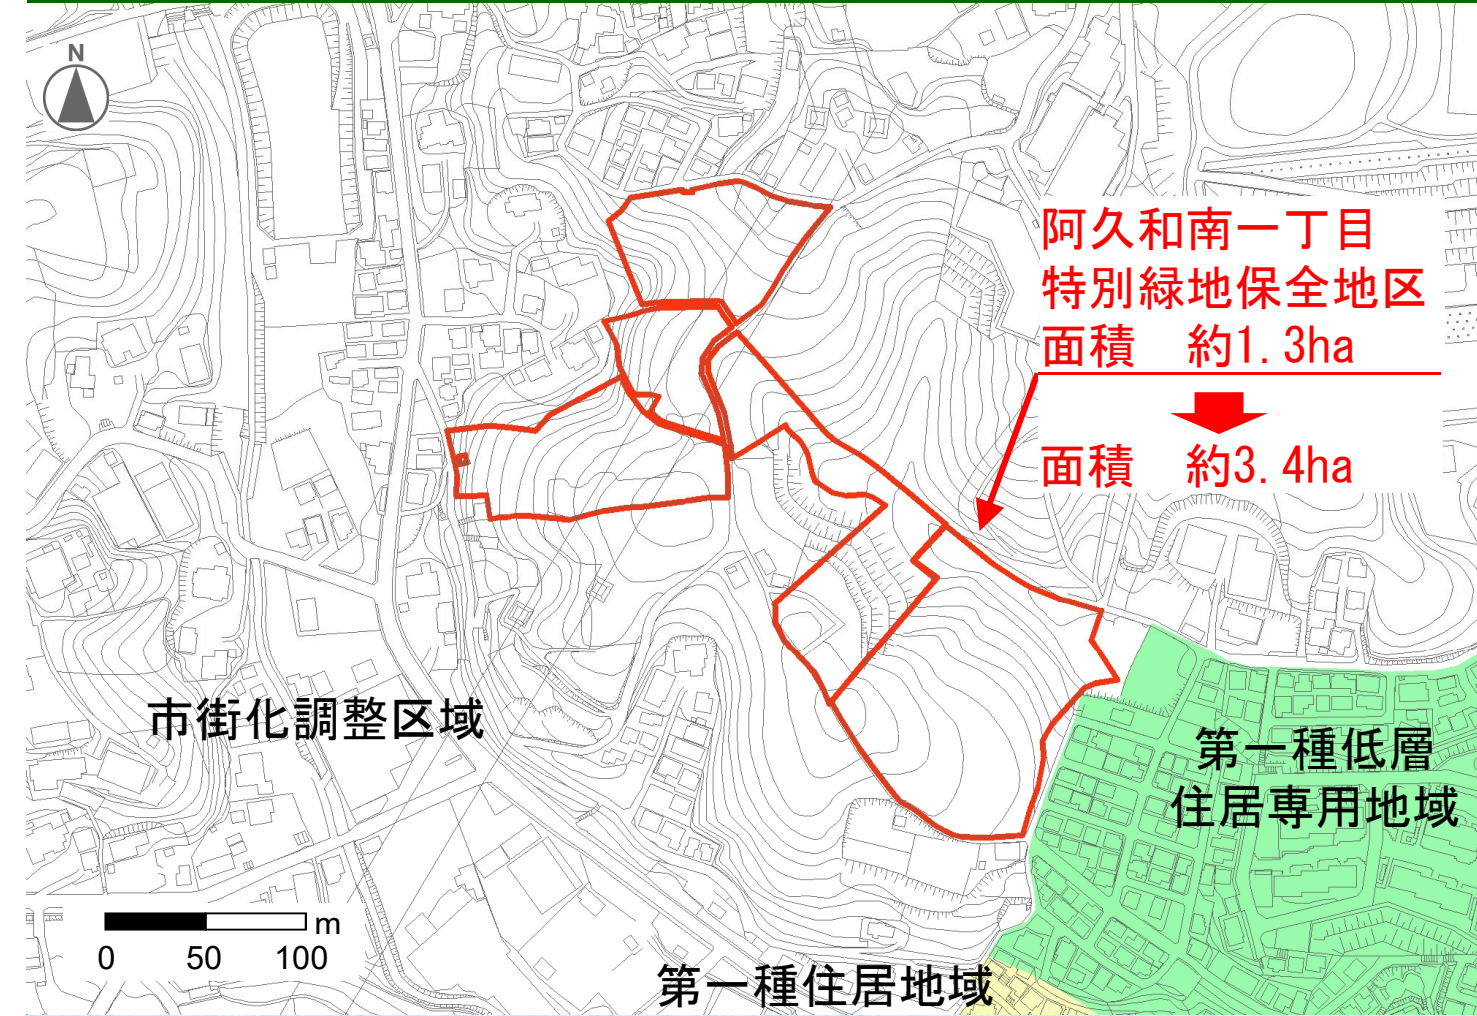 N
阿久和南一丁目
特別緑地保全地区
面積 約1.3ha
面積 約3.4ha
市街化調整区域
第一種低層
住居専用地域
m
0 50 100
第一種住居地域